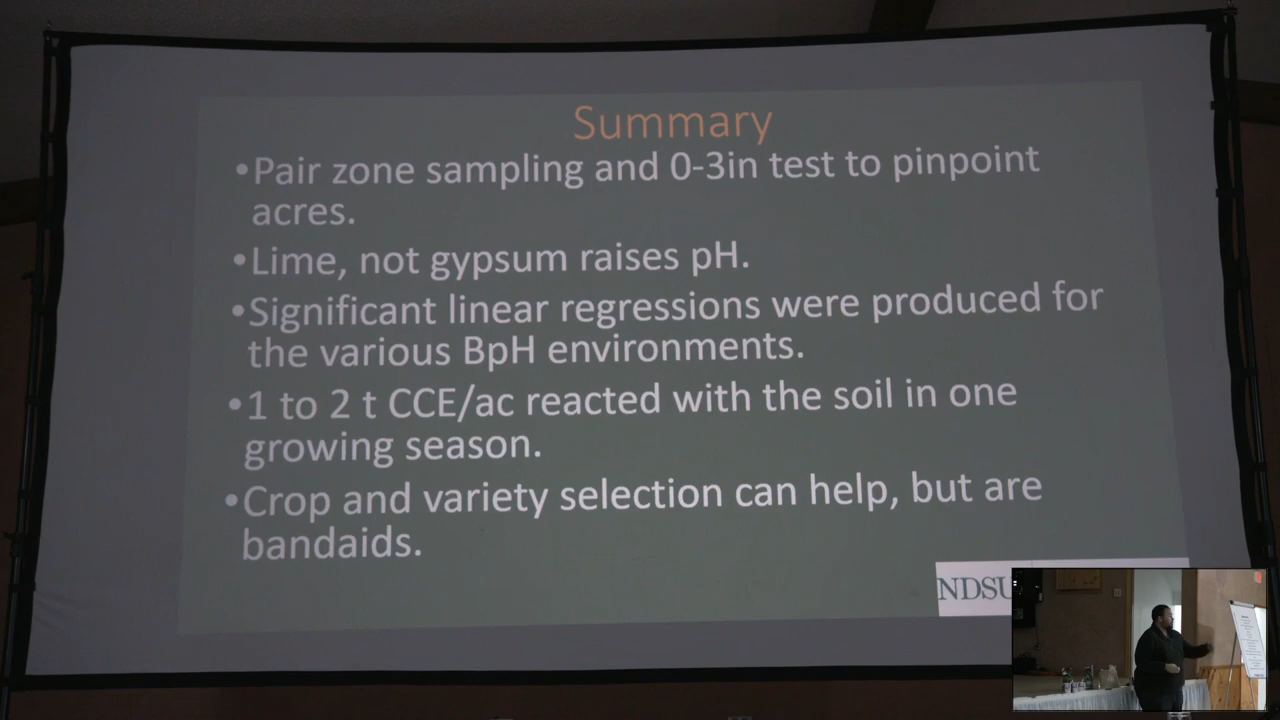 Summary
•Pair zone sampling and 0-3in test to pinpoint
acres.
•Lime, not gypsum raises pH.
•Significant linear regressions were produced for
the various BpH environments.
•1 to 2 t CCE/ac reacted with the soil in one
growing season.
•Crop and variety selection can help, but are
bandaids.
NDSU